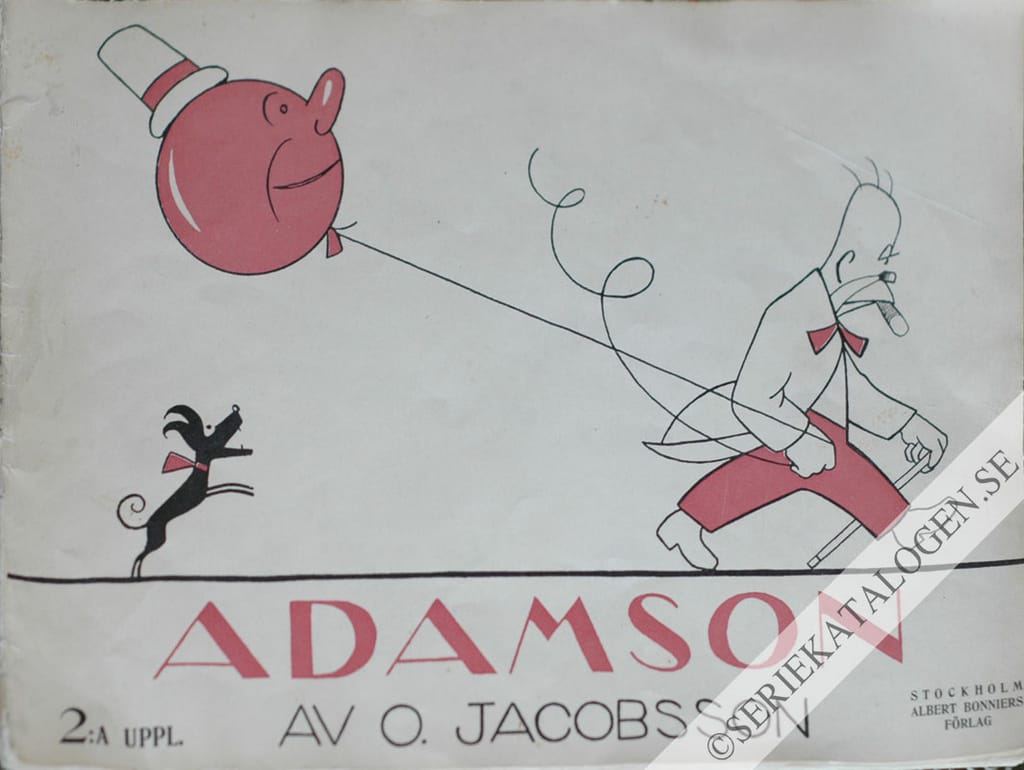 ADAMSON
AV O. JACOBSSON
2:A UPPL.
STOCKHOLM
ALBERT BONNIERS
FÖRLAG
©SERIEKATALOGEN.SE